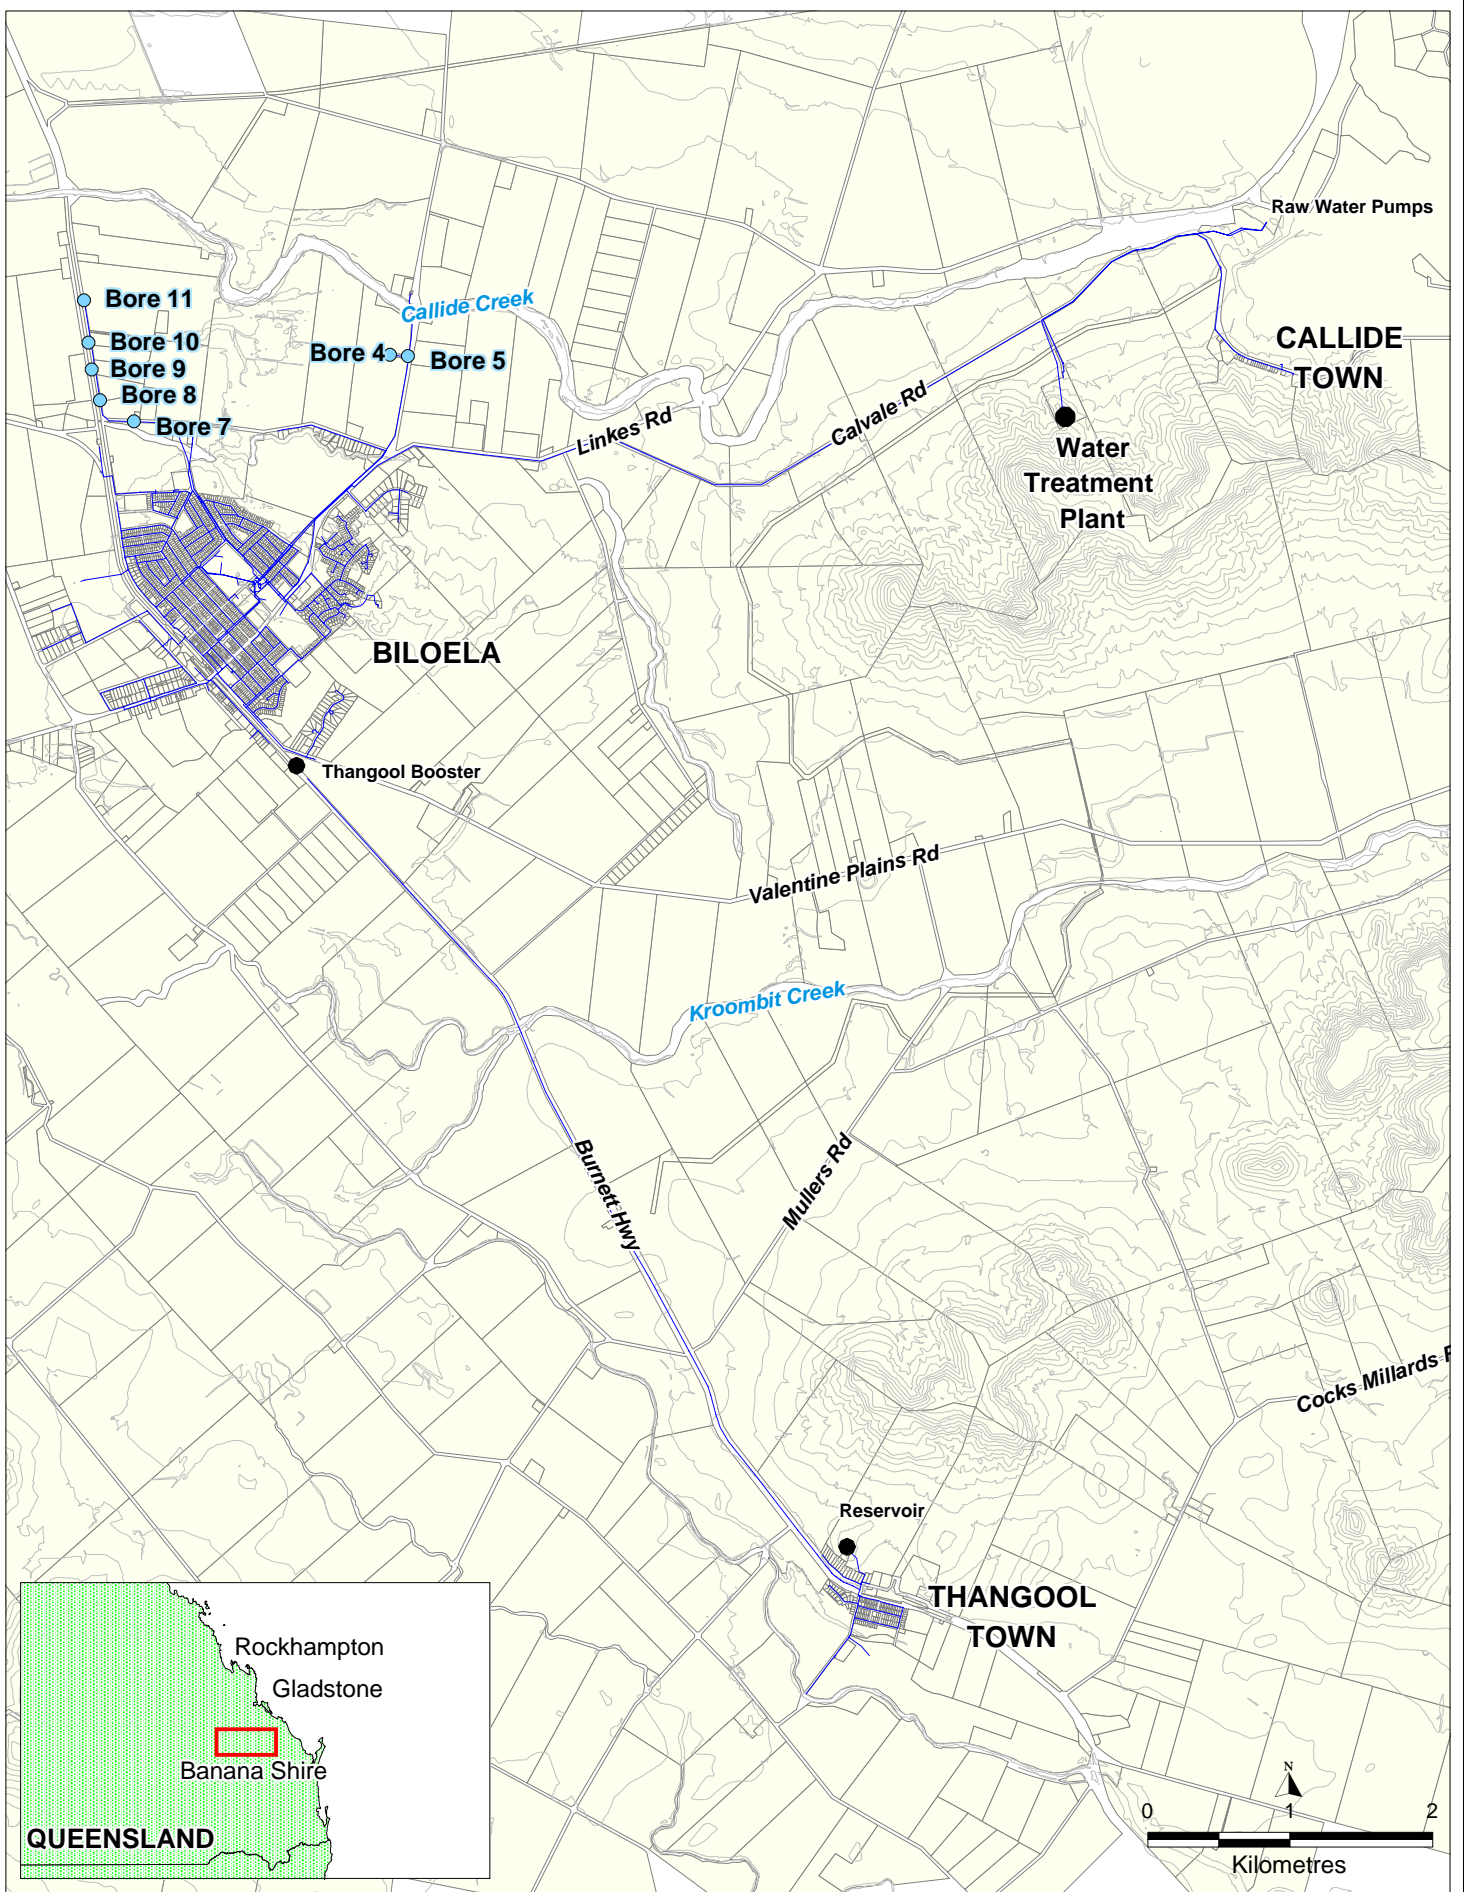 Raw Water Pumps
Bore 11
Callide Creek
Bore 10
CALLIDE
TOWN
Bore 4
Bore 5
Bore 9
Bore 8
Calvale Rd
Bore 7
Linkes Rd
Water
Treatment
Plant
BILOELA
Thangool Booster
Valentine Plains Rd
Kroombit Creek
Burnett Hwy
Mullers Rd
Cocks Millards R
Reservoir
THANGOOL
TOWN
Rockhampton
Gladstone
Banana Shire
QUEENSLAND
N
0 1 2
Kilometres